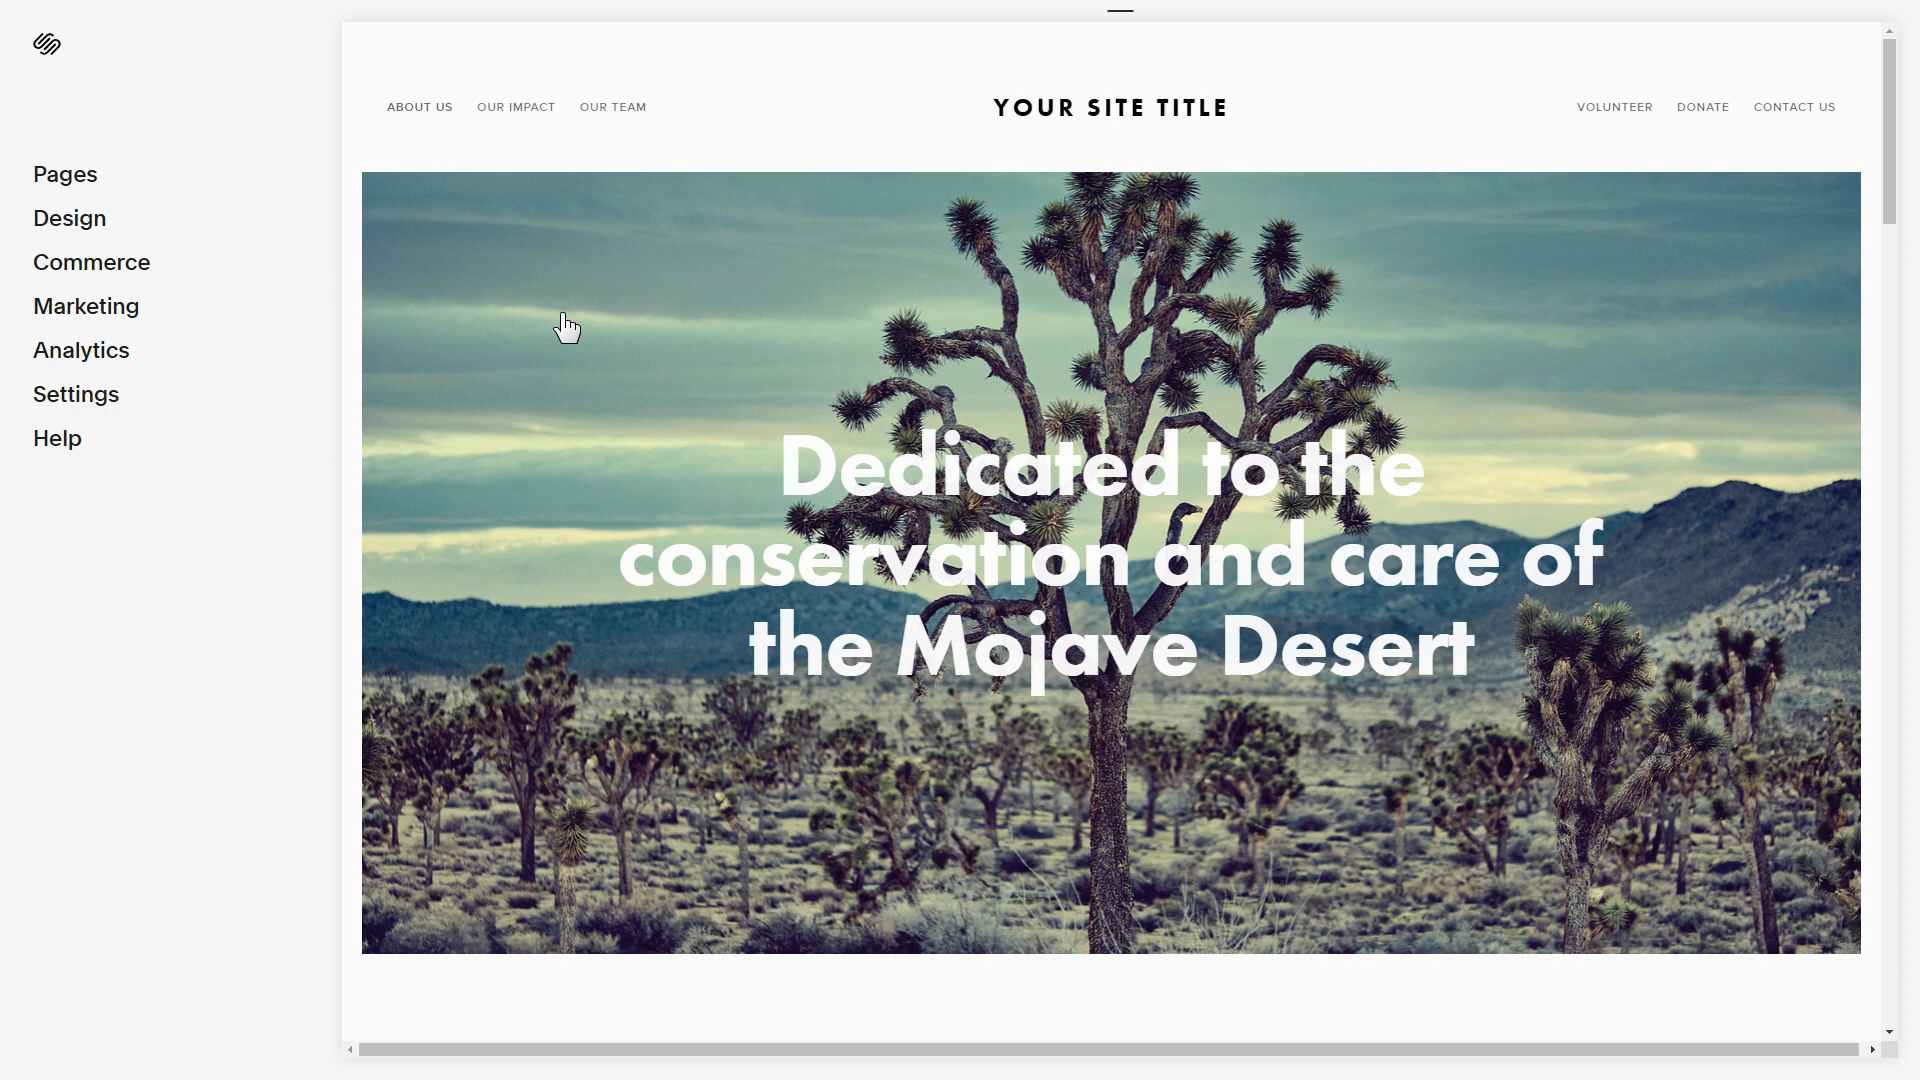 Pages
Design
Commerce
Marketing
Analytics
Settings
Help
ABOUT US OUR IMPACT OUR TEAM
YOUR SITE TITLE
VOLUNTEER DONATE CONTACT US
Dedicated to the
conservation and care of
the Mojave Desert